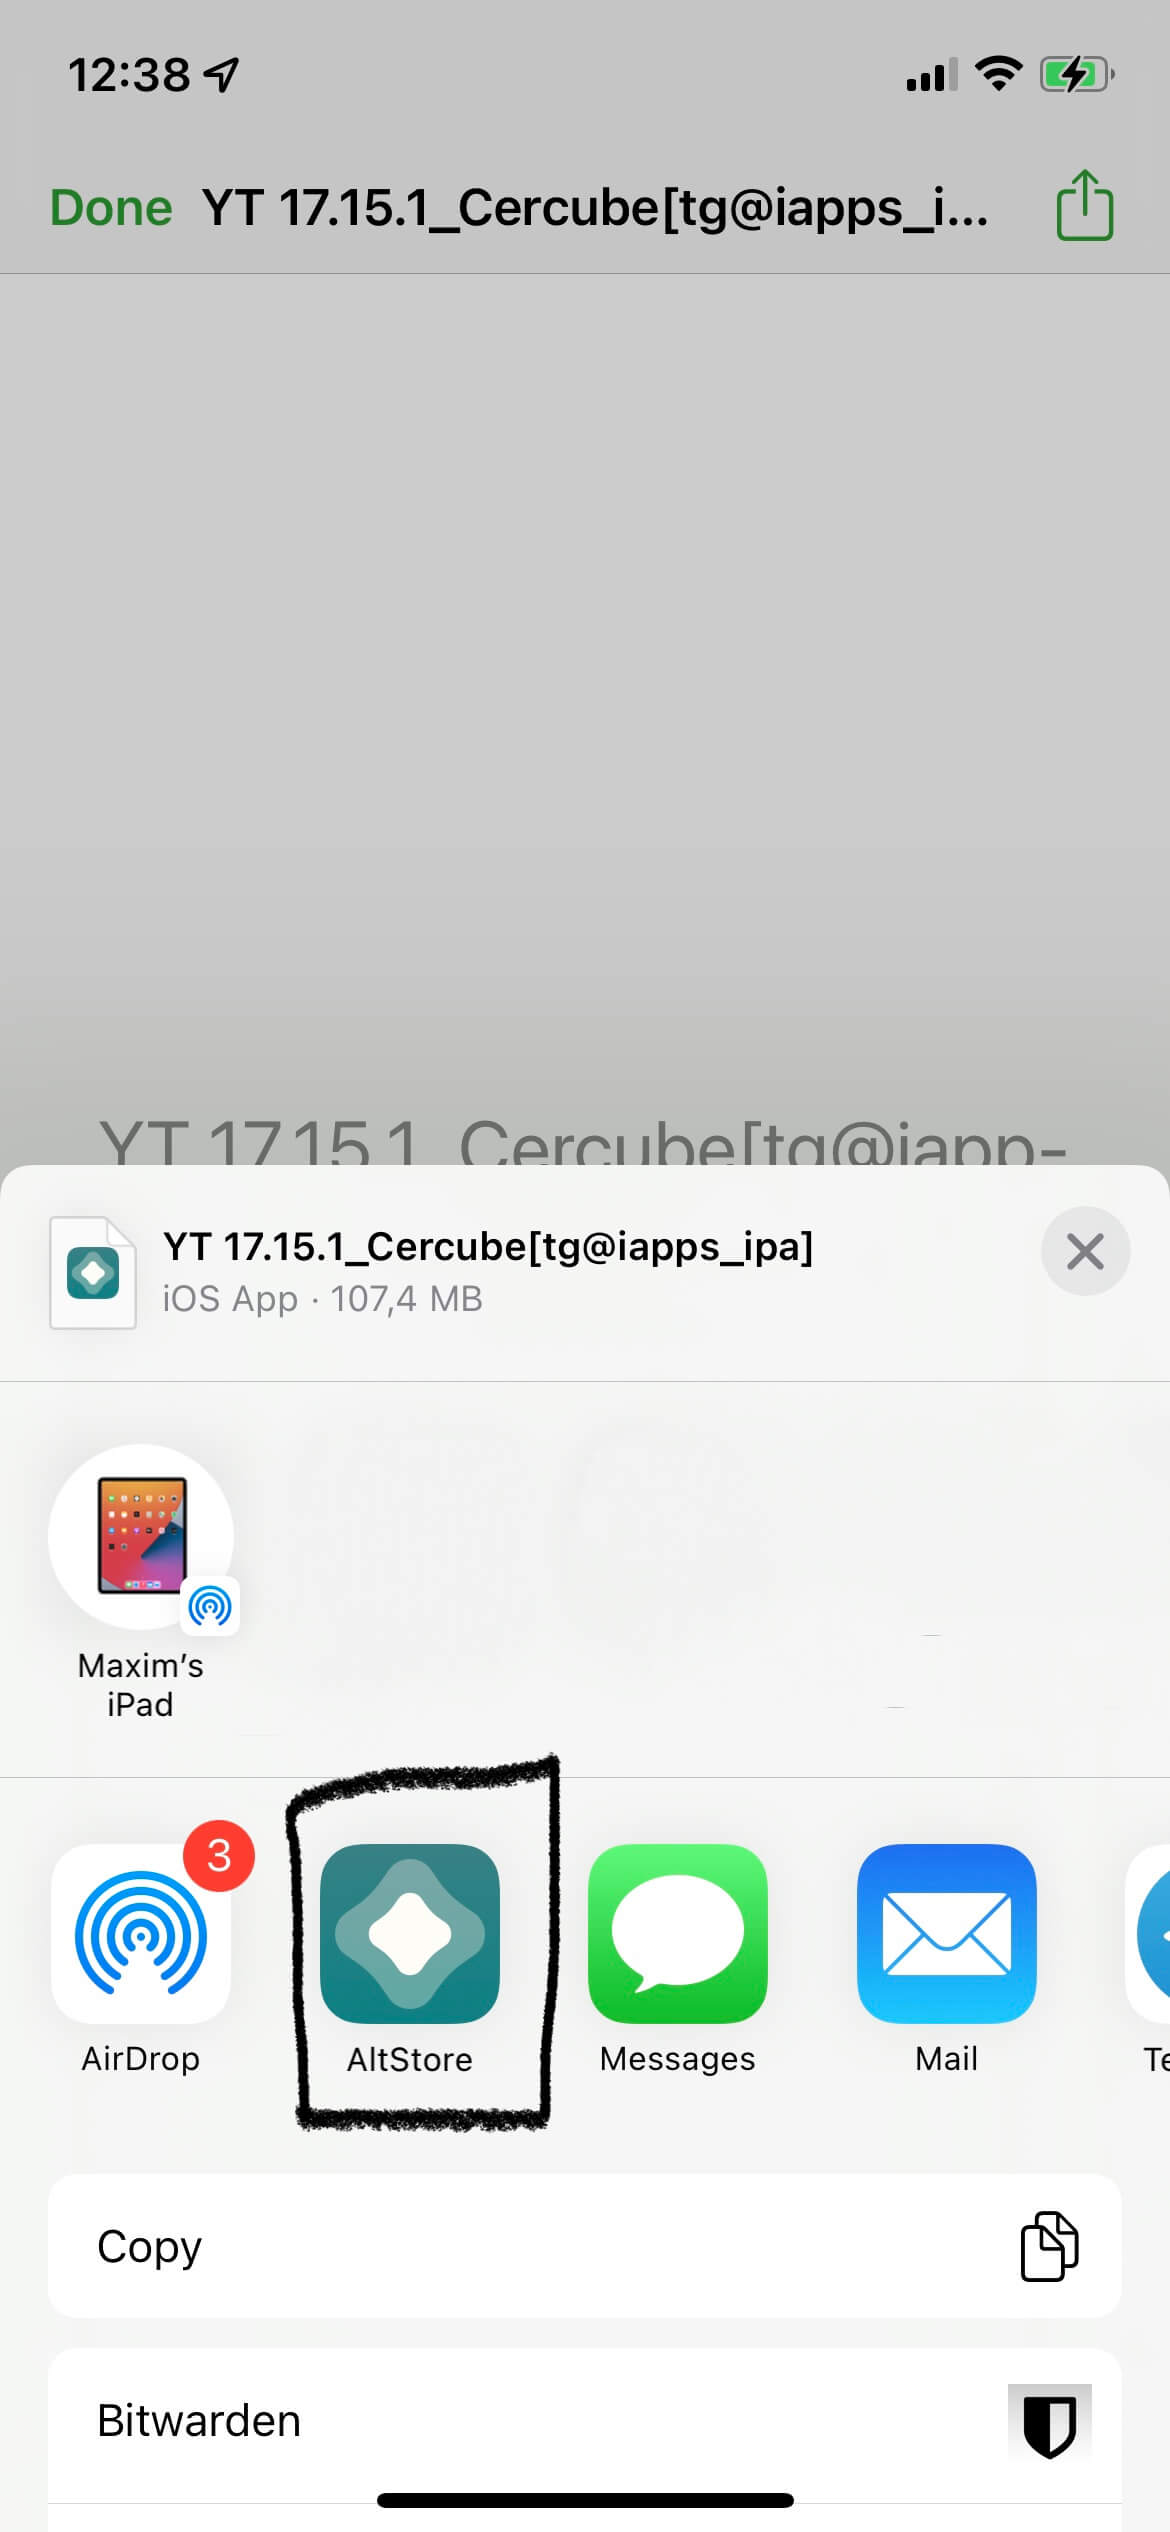 12:38
Done YT 17.15.1_Cercube[tg@iapps_i...
YT 17.15.1_Cercube[tg@iapp-
YT 17.15.1_Cercube[tg@iapps_ipa]
iOS App · 107,4 MB
Maxim's
iPad
3
AirDrop AltStore Messages Mail Te
Copy
Bitwarden